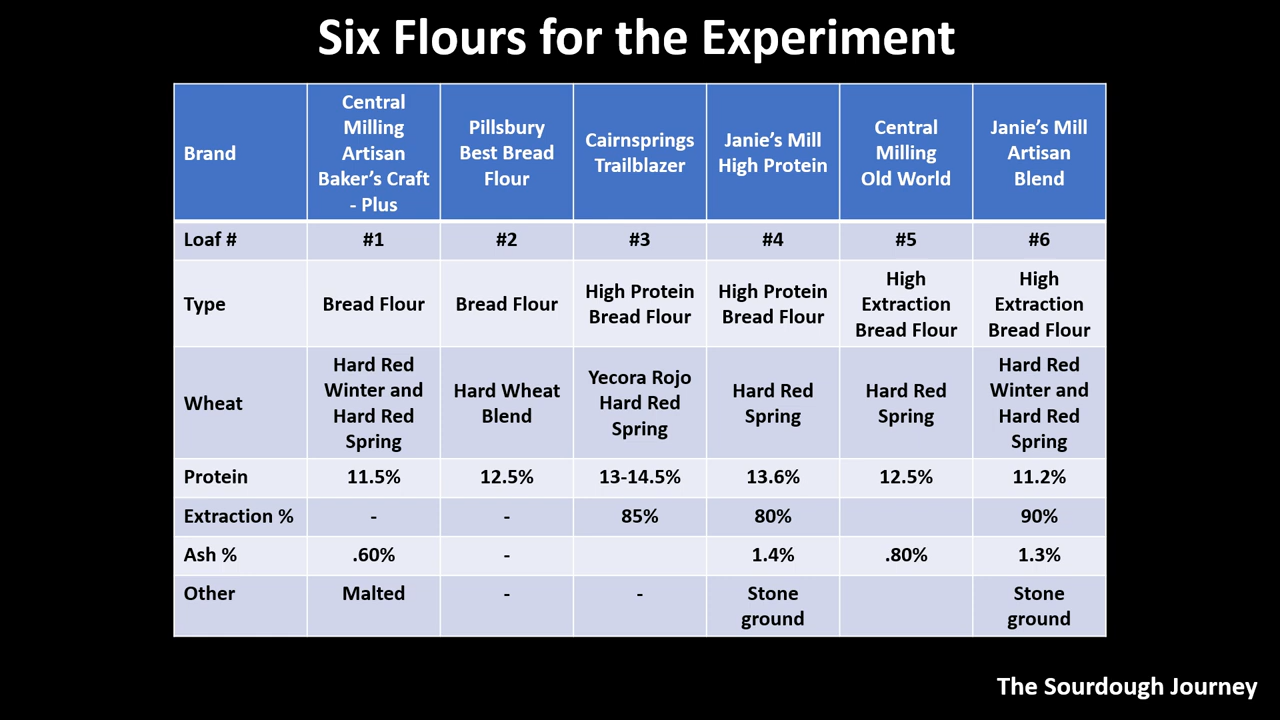 Six Flours for the Experiment
Brand
Central
Milling
Artisan
Baker’s Craft
- Plus
Pillsbury
Best Bread
Flour
Cairnsprings
Trailblazer
Janie’s Mill
High Protein
Central
Milling
Old World
Janie’s Mill
Artisan
Blend
Loaf #
#1
#2
#3
#4
#5
#6
Type
Bread Flour
Bread Flour
High Protein
Bread Flour
High Protein
Bread Flour
High
Extraction
Bread Flour
High
Extraction
Bread Flour
Wheat
Hard Red
Winter and
Hard Red
Spring
Hard Wheat
Blend
Yecora Rojo
Hard Red
Spring
Hard Red
Spring
Hard Red
Spring
Hard Red
Winter and
Hard Red
Spring
Protein
11.5%
12.5%
13-14.5%
13.6%
12.5%
11.2%
Extraction %
-
-
85%
80%
90%
Ash %
.60%
-
1.4%
.80%
1.3%
Other
Malted
-
-
Stone
ground
Stone
ground
The Sourdough Journey